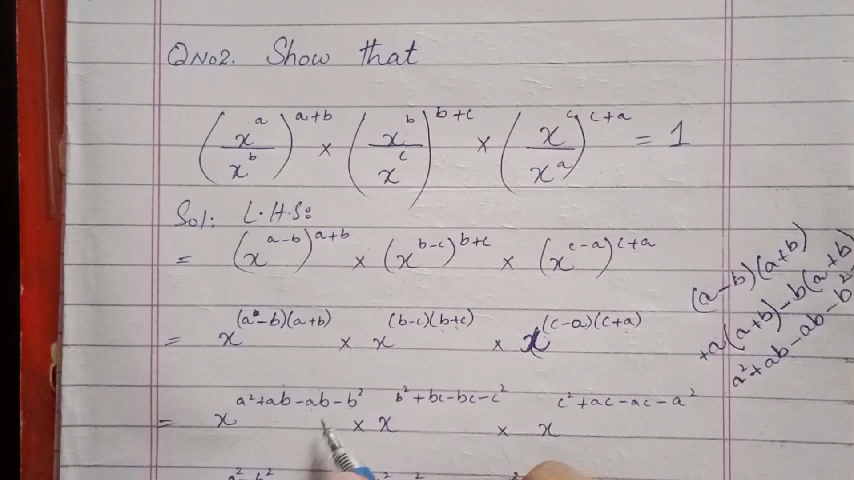 QNo2. Show that
(x^a/x^b)^(a+b) × (x^b/x^c)^(b+c) × (x^c/x^a)^(c+a) = 1
Sol: L.H.S:
= (x^(a-b))^(a+b) × (x^(b-c))^(b+c) × (x^(c-a))^(c+a)
= x^((a-b)(a+b)) × x^((b-c)(b+c)) × x^((c-a)(c+a))
= x^(a²+ab-ab-b²) × x^(b²+bc-bc-c²) × x^(c²+ac-ac-a²)
(a-b)(a+b)
+a(a+b)-b(a+b)
a²+ab-ab-b²